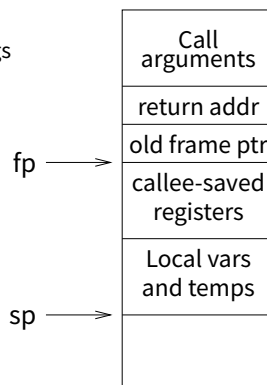 Call
arguments
return addr
old frame ptr
fp
callee-saved
registers
Local vars
and temps
sp